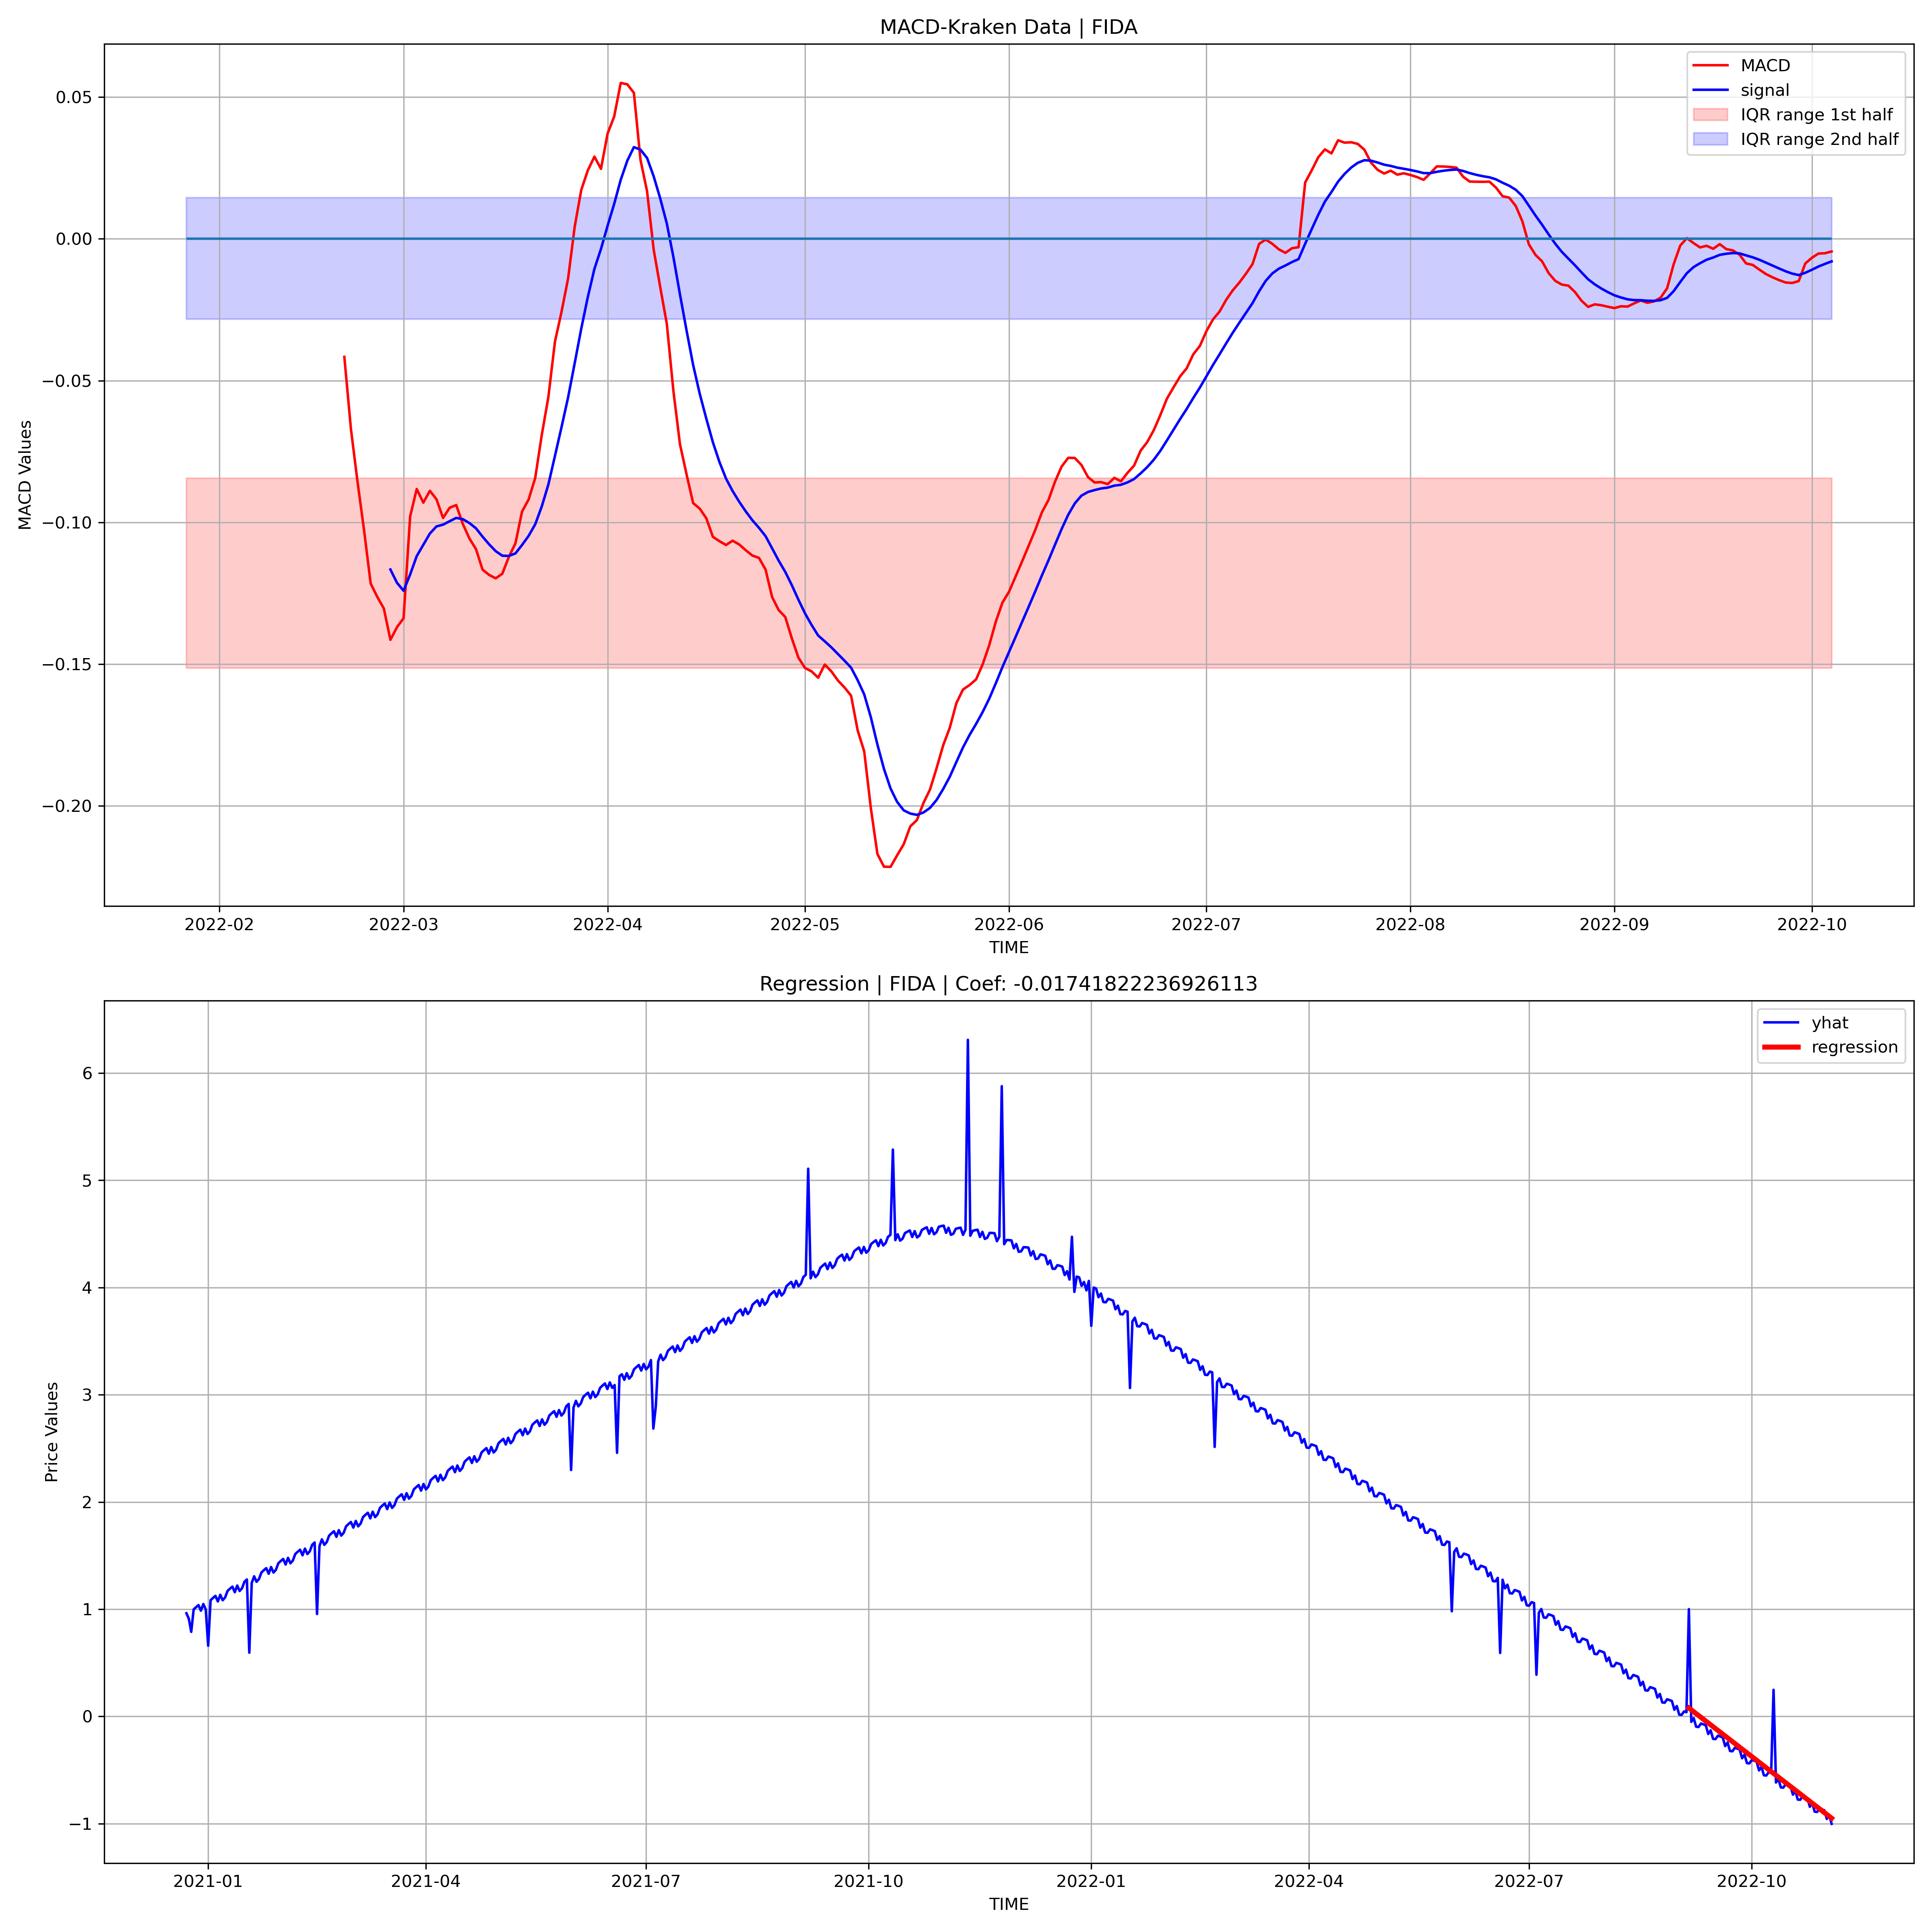 MACD-Kraken Data | FIDA
MACD
signal
IQR range 1st half
IQR range 2nd half
0.05
0.00
−0.05
−0.10
−0.15
−0.20
MACD Values
2022-02 2022-03 2022-04 2022-05 2022-06 2022-07 2022-08 2022-09 2022-10
TIME
Regression | FIDA | Coef: -0.01741822236926113
yhat
regression
6
5
4
3
2
1
0
−1
Price Values
2021-01 2021-04 2021-07 2021-10 2022-01 2022-04 2022-07 2022-10
TIME